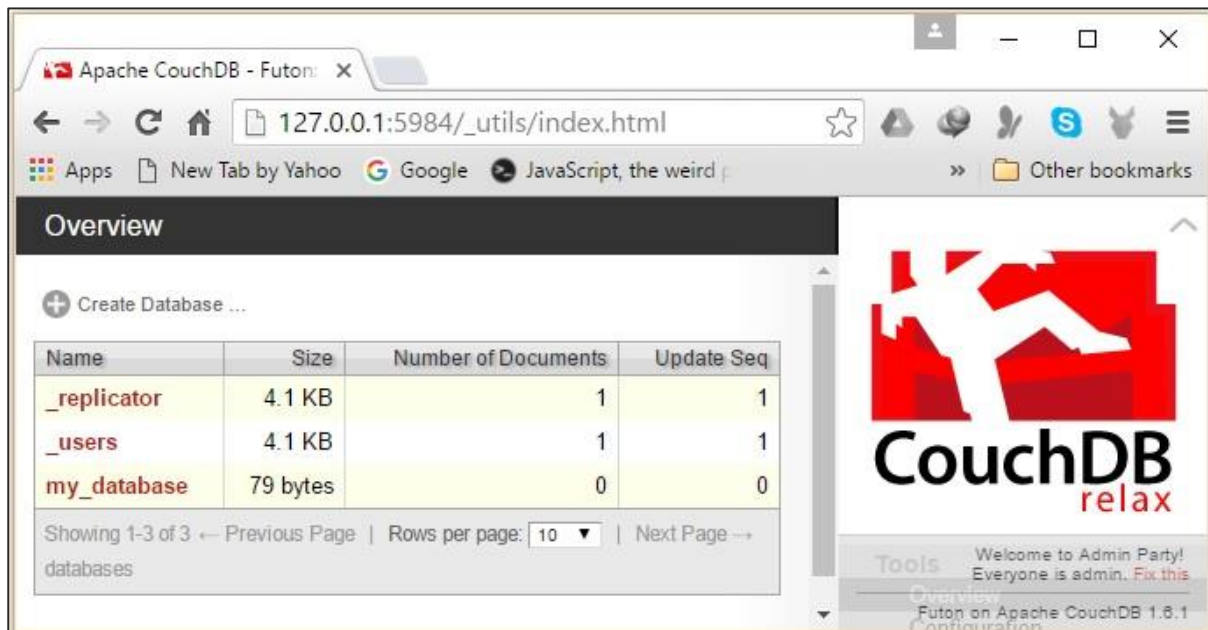 Apache CouchDB - Futon:
127.0.0.1:5984/_utils/index.html
Apps New Tab by Yahoo G Google JavaScript, the weird p » Other bookmarks
Overview
Create Database ...
Name Size Number of Documents Update Seq
_replicator 4.1 KB 1 1
_users 4.1 KB 1 1
my_database 79 bytes 0 0
Showing 1-3 of 3 ← Previous Page | Rows per page: 10 | Next Page →
databases
CouchDB
relax
Tools
Welcome to Admin Party!
Everyone is admin. Fix this
Overview
Futon on Apache CouchDB 1.6.1
Configuration